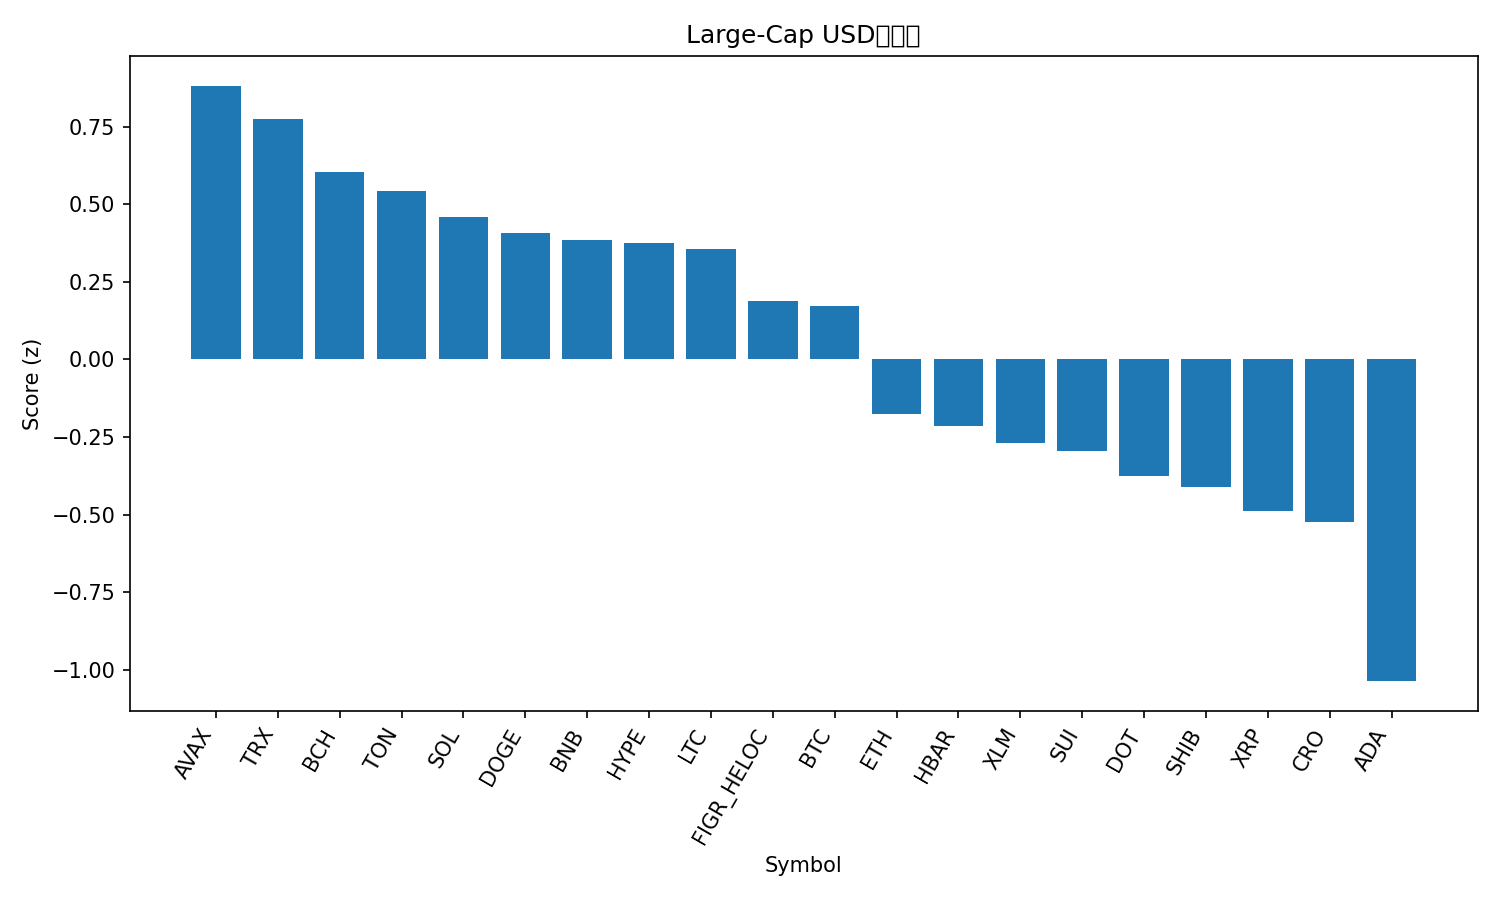 Large-Cap USD
Score (z)
0.75
0.50
0.25
0.00
−0.25
−0.50
−0.75
−1.00
AVAX
TRX
BCH
TON
SOL
DOGE
BNB
HYPE
LTC
FIGR_HELOC
BTC
ETH
HBAR
XLM
SUI
DOT
SHIB
XRP
CRO
ADA
Symbol